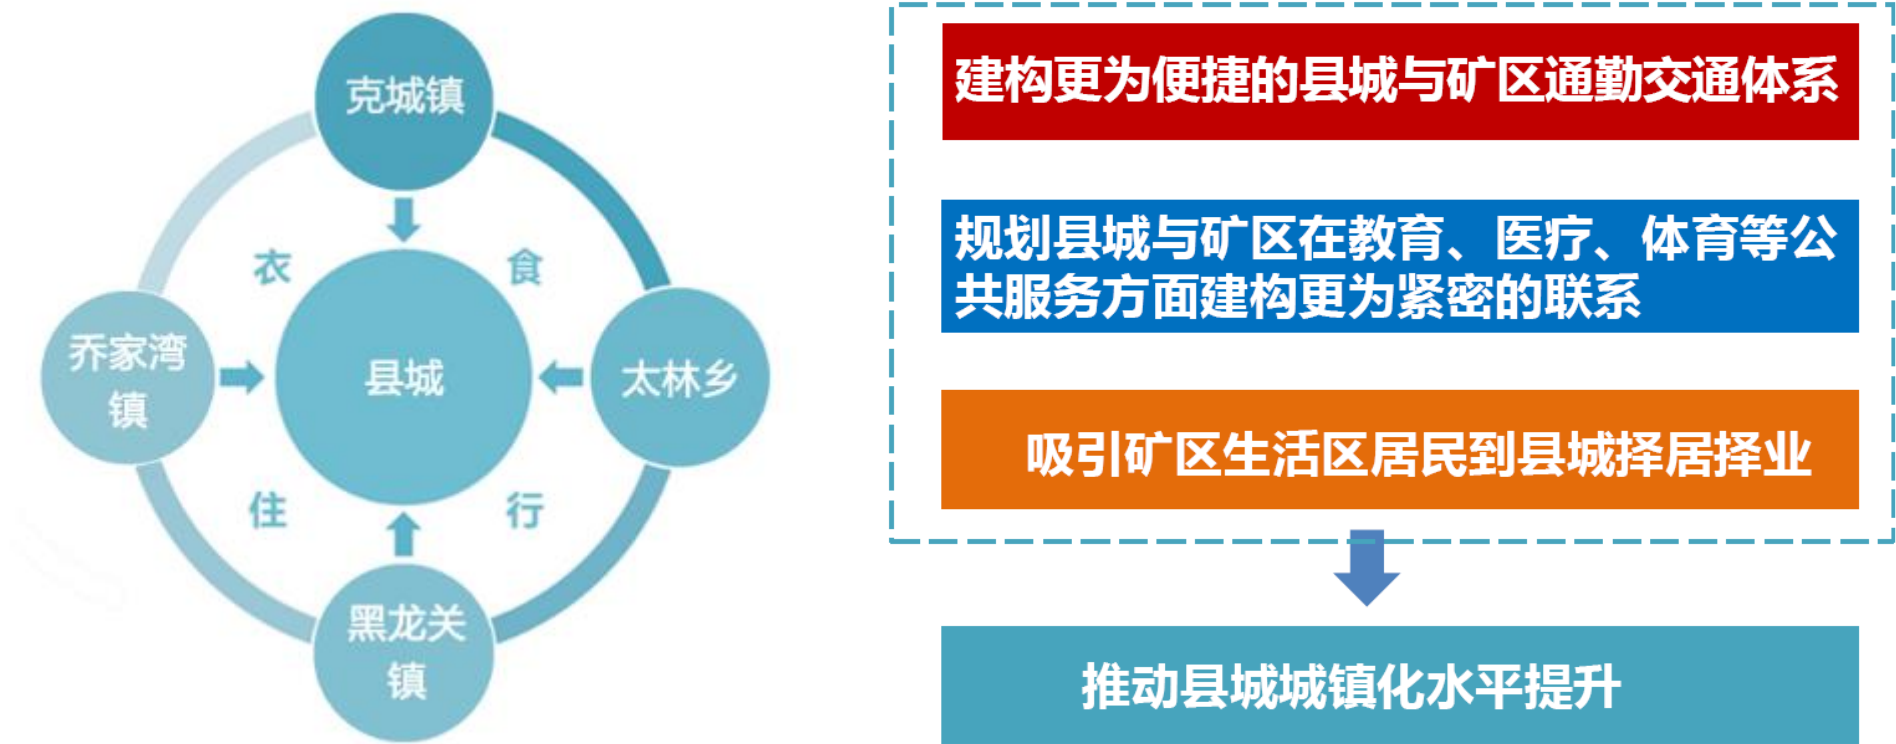 克城镇
衣
食
乔家湾
镇
县城
太林乡
住
行
黑龙关
镇
建构更为便捷的县城与矿区通勤交通体系
规划县城与矿区在教育、医疗、体育等公
共服务方面建构更为紧密的联系
吸引矿区生活区居民到县城择居择业
推动县城城镇化水平提升